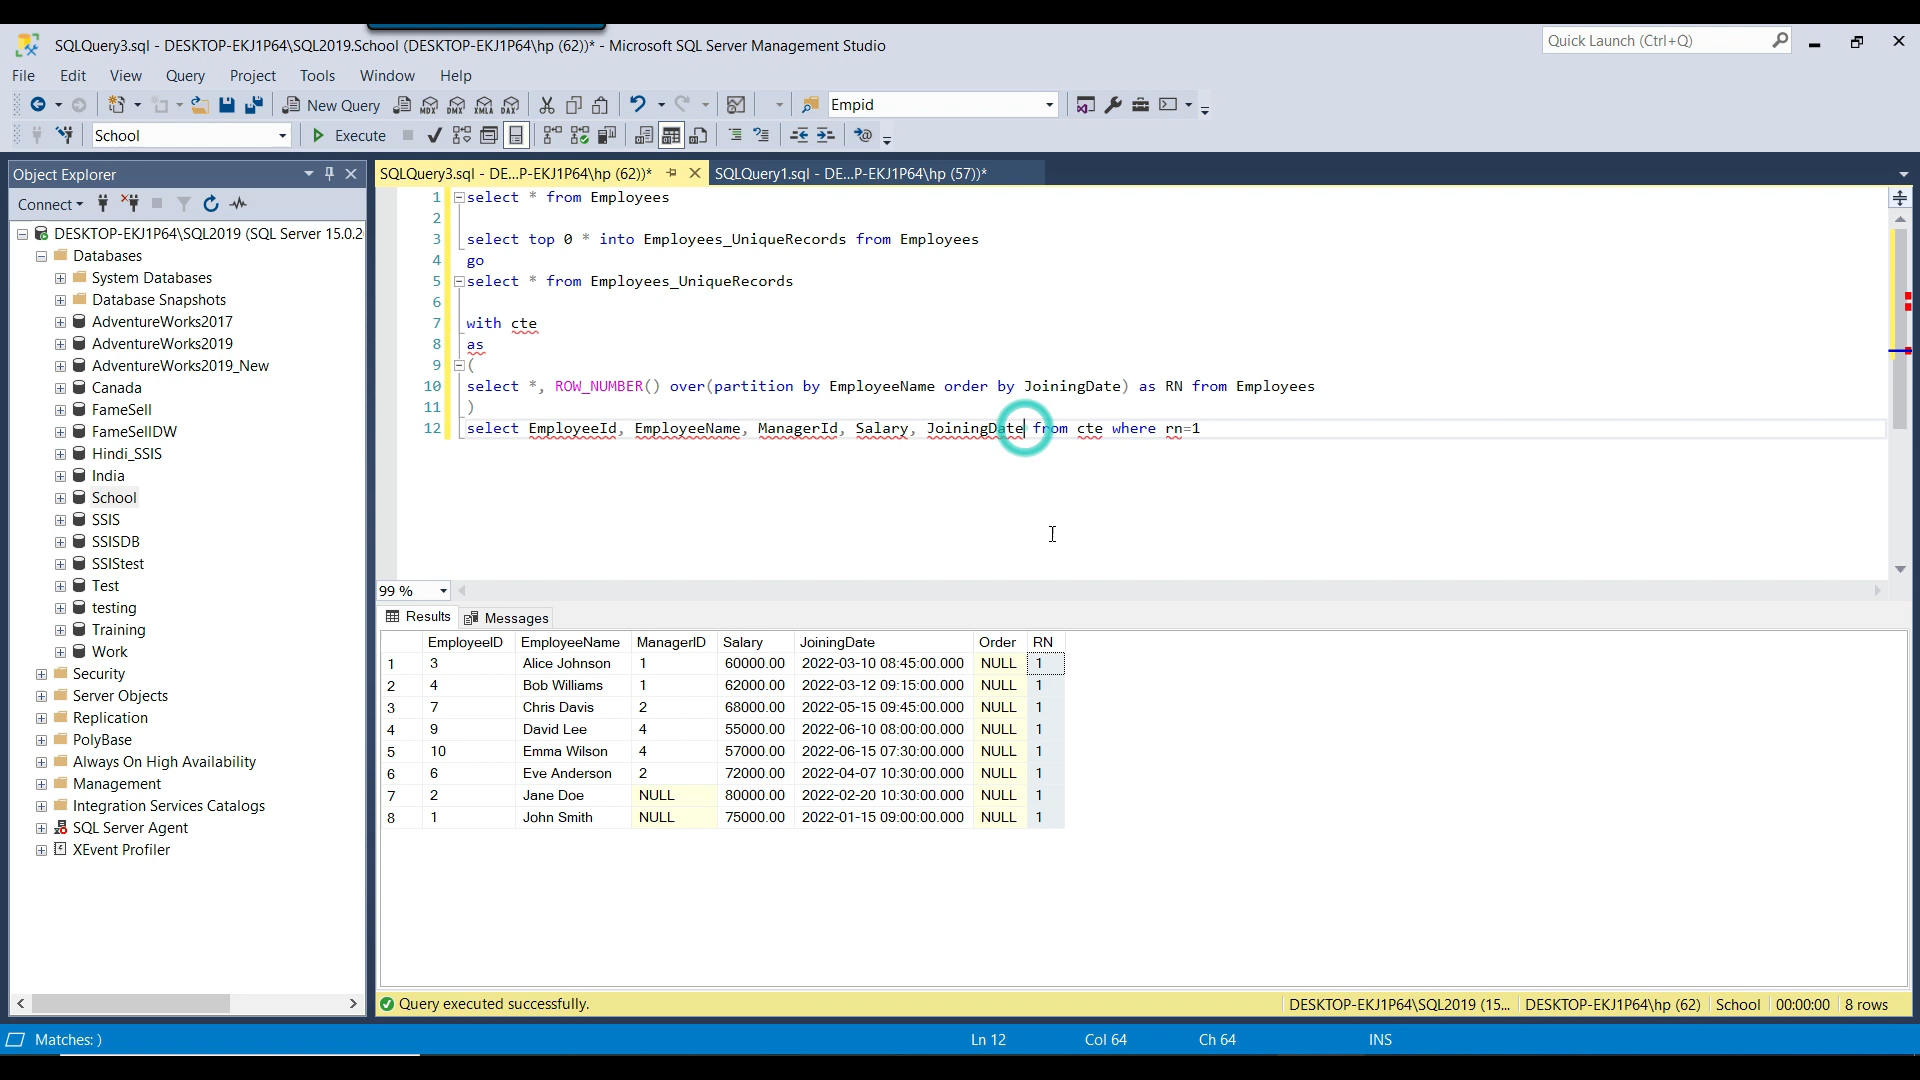 SQLQuery3.sql - DESKTOP-EKJ1P64\SQL2019.School (DESKTOP-EKJ1P64\hp (62))* - Microsoft SQL Server Management Studio
Quick Launch (Ctrl+Q)
File Edit View Query Project Tools Window Help
New Query MDX DMX XMLA DAX Empid
School Execute
Object Explorer
SQLQuery3.sql - DE...P-EKJ1P64\hp (62))* SQLQuery1.sql - DE...P-EKJ1P64\hp (57))*
Connect
DESKTOP-EKJ1P64\SQL2019 (SQL Server 15.0.2
Databases
System Databases
Database Snapshots
AdventureWorks2017
AdventureWorks2019
AdventureWorks2019_New
Canada
FameSell
FameSellDW
Hindi_SSIS
India
School
SSIS
SSISDB
SSIStest
Test
testing
Training
Work
Security
Server Objects
Replication
PolyBase
Always On High Availability
Management
Integration Services Catalogs
SQL Server Agent
XEvent Profiler
1 select * from Employees
2
3 select top 0 * into Employees_UniqueRecords from Employees
4 go
5 select * from Employees_UniqueRecords
6
7 with cte
8 as
9 (
10 select *, ROW_NUMBER() over(partition by EmployeeName order by JoiningDate) as RN from Employees
11 )
12 select EmployeeId, EmployeeName, ManagerId, Salary, JoiningDate from cte where rn=1
99 %
Results Messages
EmployeeID EmployeeName ManagerID Salary JoiningDate Order RN
1 3 Alice Johnson 1 60000.00 2022-03-10 08:45:00.000 NULL 1
2 4 Bob Williams 1 62000.00 2022-03-12 09:15:00.000 NULL 1
3 7 Chris Davis 2 68000.00 2022-05-15 09:45:00.000 NULL 1
4 9 David Lee 4 55000.00 2022-06-10 08:00:00.000 NULL 1
5 10 Emma Wilson 4 57000.00 2022-06-15 07:30:00.000 NULL 1
6 6 Eve Anderson 2 72000.00 2022-04-07 10:30:00.000 NULL 1
7 2 Jane Doe NULL 80000.00 2022-02-20 10:30:00.000 NULL 1
8 1 John Smith NULL 75000.00 2022-01-15 09:00:00.000 NULL 1
Query executed successfully. DESKTOP-EKJ1P64\SQL2019 (15... DESKTOP-EKJ1P64\hp (62) School 00:00:00 8 rows
Matches: ) Ln 12 Col 64 Ch 64 INS